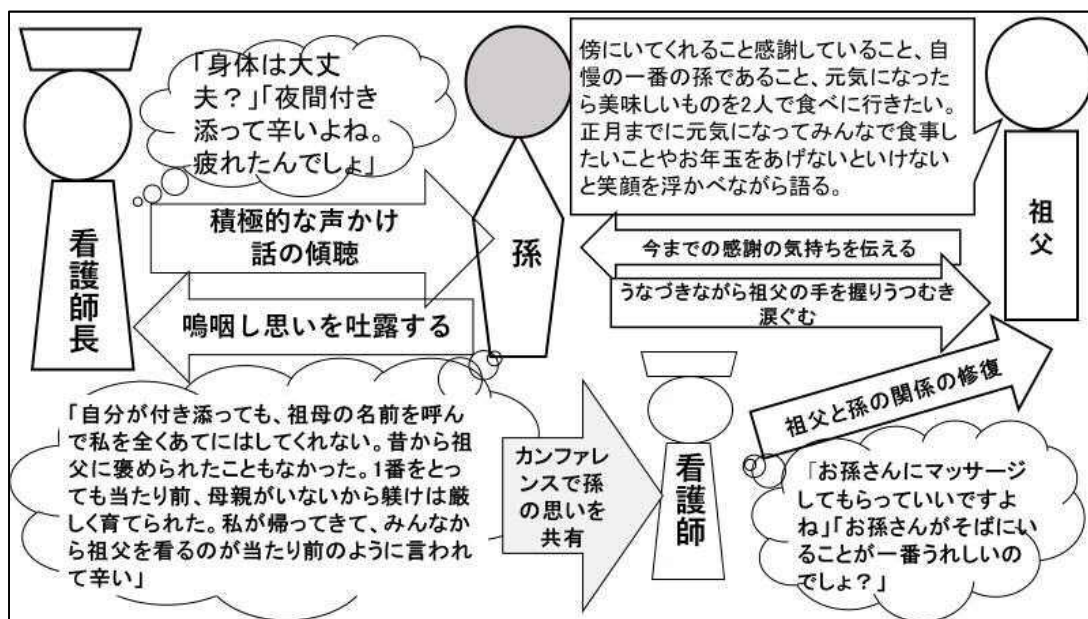 「身体は大丈
夫？」「夜間付き
添って辛いよね。
疲れたんでしょ」
傍にいてくれること感謝していること、自
慢の一番の孫であること、元気になった
ら美味しいものを2人で食べに行きたい。
正月までに元気になってみんなで食事し
たいことやお年玉をあげないといけない
と笑顔を浮かべながら語る。
看護師長
積極的な声かけ
話の傾聴
孫
祖父
今までの感謝の気持ちを伝える
うなづきながら祖父の手を握りうつむき
涙ぐむ
嗚咽し思いを吐露する
「自分が付き添っても、祖母の名前を呼ん
で私を全くあてにはしてくれない。昔から祖
父に褒められたこともなかった。1番をとっ
ても当たり前、母親がいないから躾けは厳
しく育てられた。私が帰ってきて、みんなか
ら祖父を看るのが当たり前のように言われ
て辛い」
カンファレ
ンスで孫
の思いを
共有
看護師
祖父と孫の関係の修復
「お孫さんにマッサージ
してもらっていいですよ
ね」「お孫さんがそばにい
ることが一番うれしいの
でしょ？」